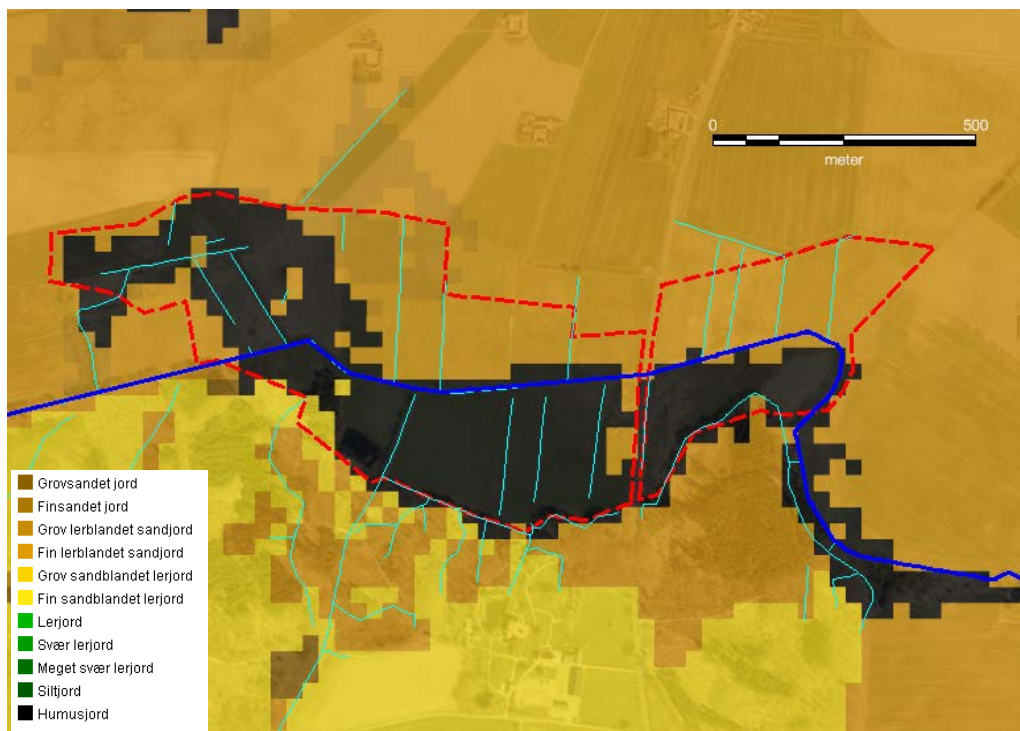 0 500
meter
Grovsandet jord
Finsandet jord
Grov lerblandet sandjord
Fin lerblandet sandjord
Grov sandblandet lerjord
Fin sandblandet lerjord
Lerjord
Svær lerjord
Meget svær lerjord
Siltjord
Humusjord